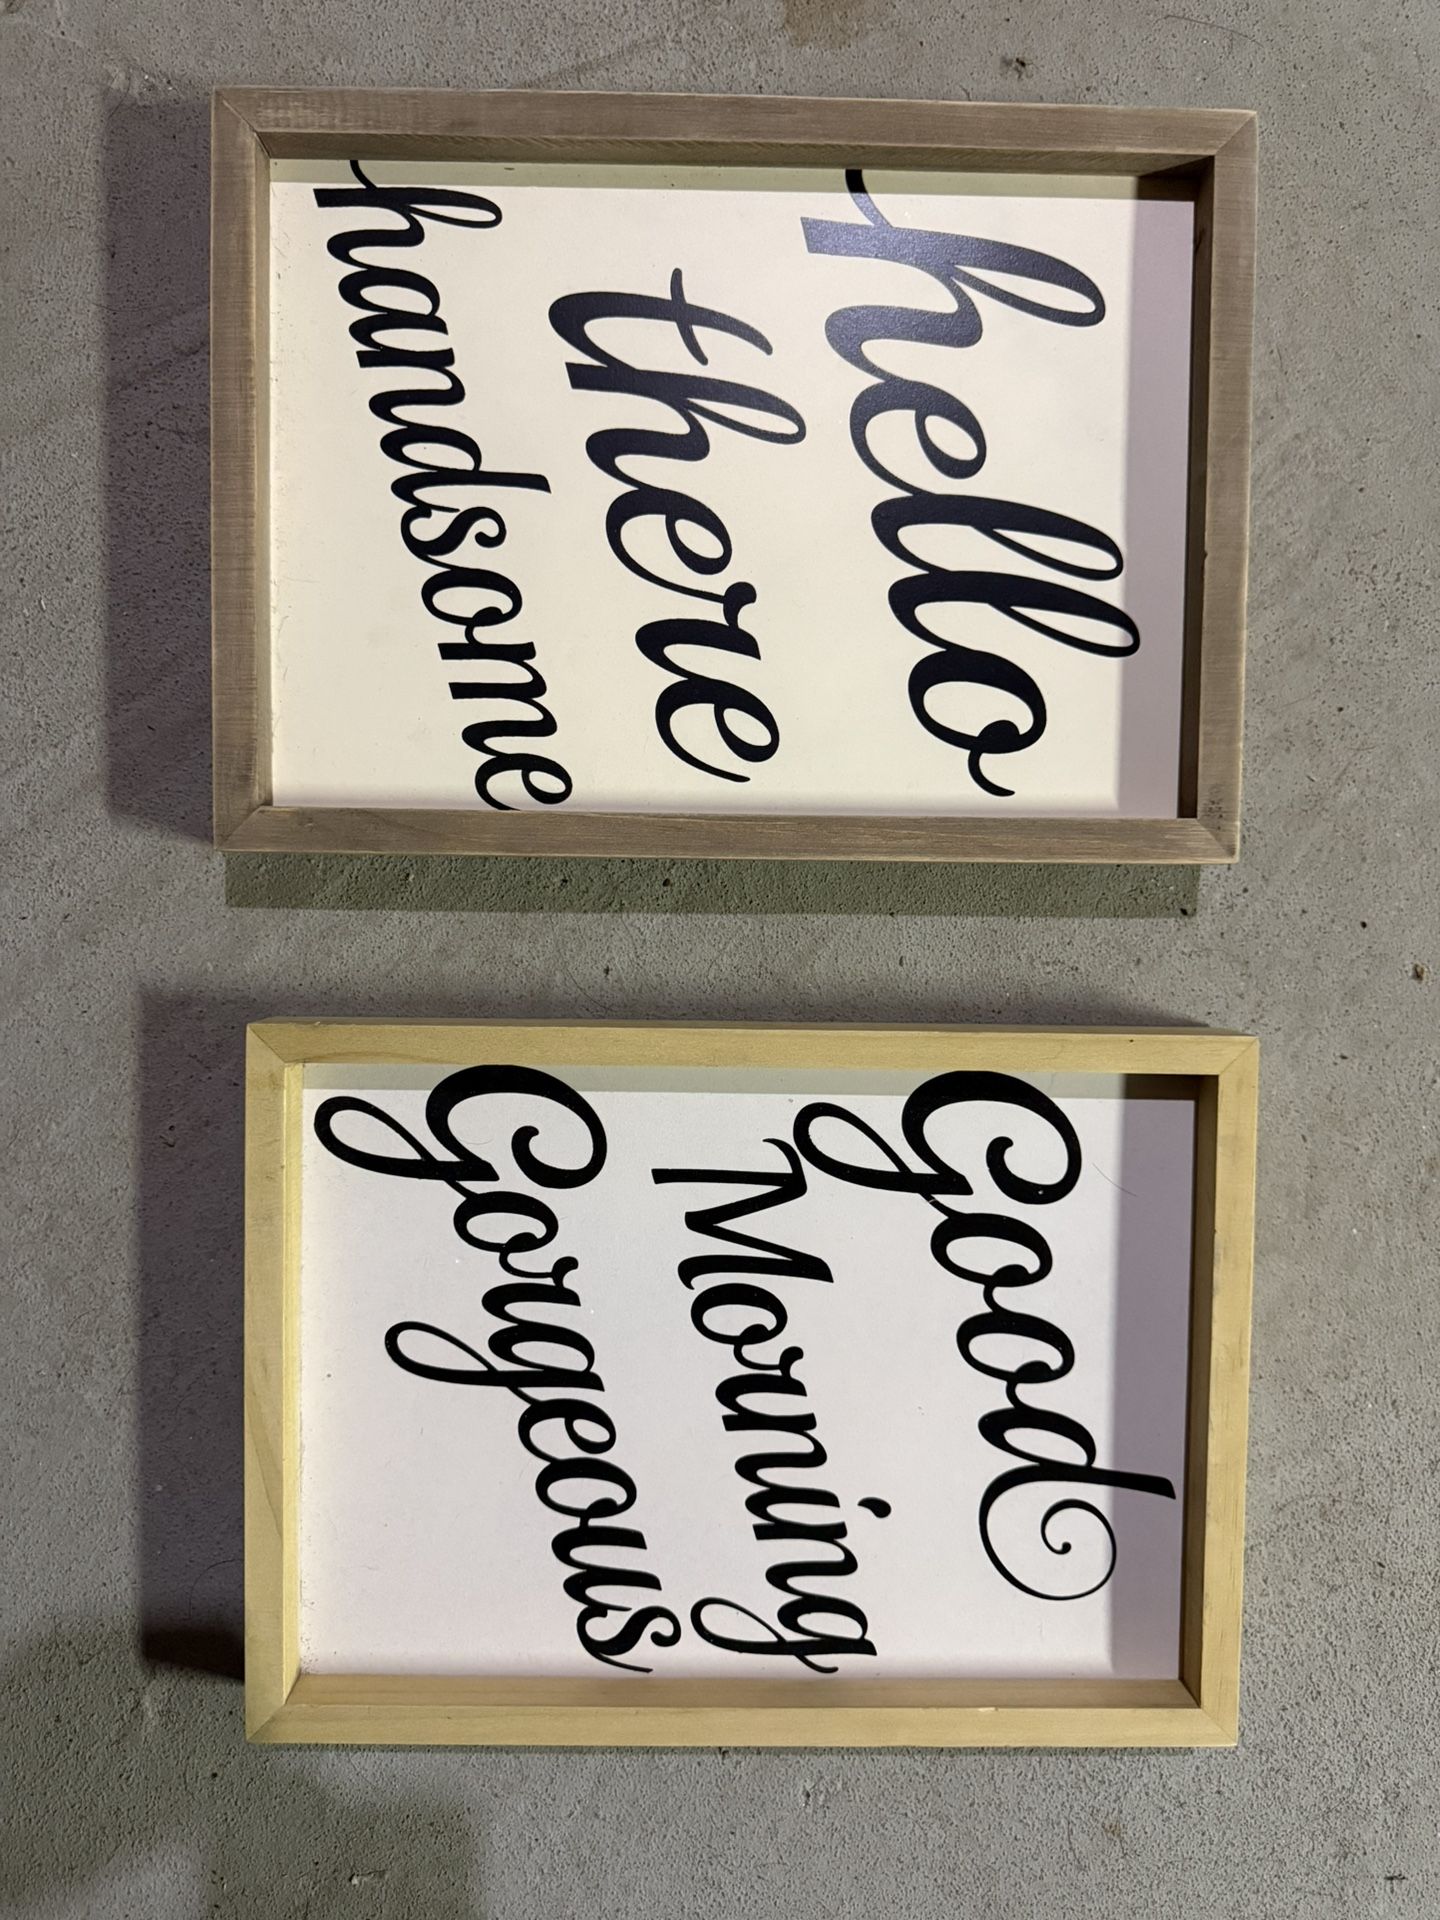 hello
there
handsome
Good
Morning
Gorgeous